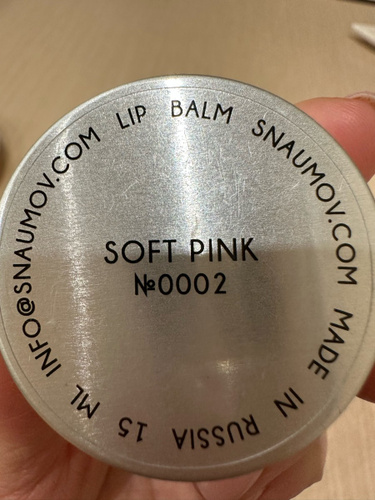 LIP BALM SNAUMOV.COM MADE IN RUSSIA 15 ML INFO@SNAUMOV.COM
SOFT PINK
№0002